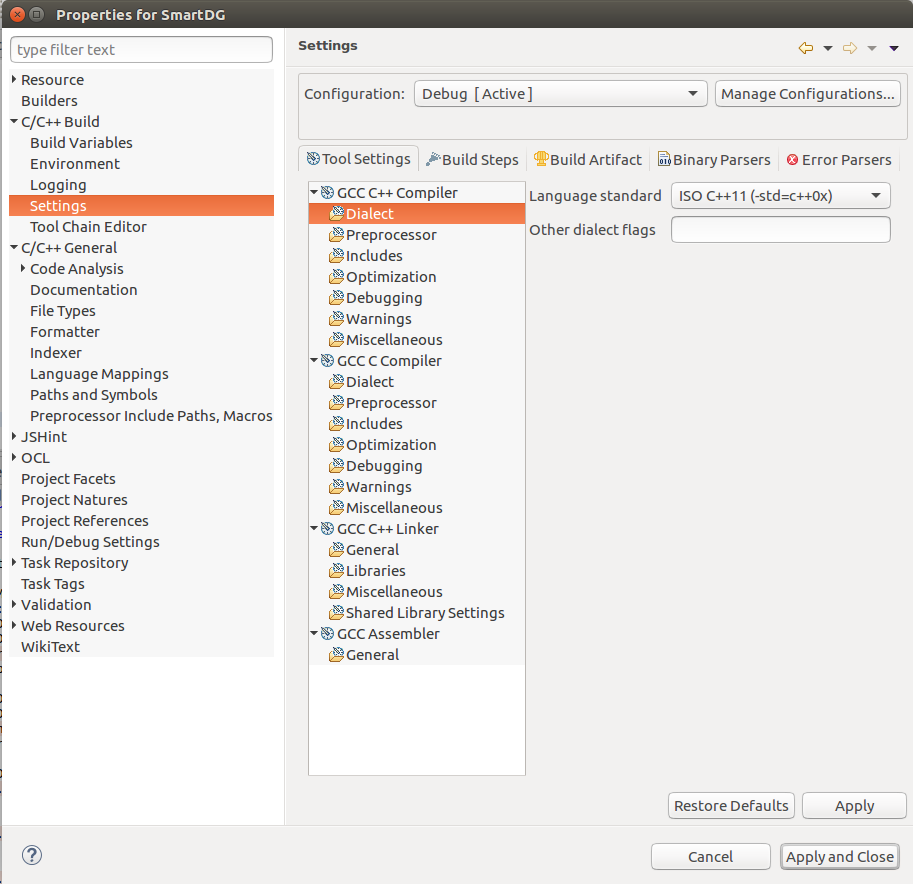 Properties for SmartDG
type filter text
Resource
Builders
C/C++ Build
Build Variables
Environment
Logging
Settings
Tool Chain Editor
C/C++ General
Code Analysis
Documentation
File Types
Formatter
Indexer
Language Mappings
Paths and Symbols
Preprocessor Include Paths, Macros
JSHint
OCL
Project Facets
Project Natures
Project References
Run/Debug Settings
Task Repository
Task Tags
Validation
Web Resources
WikiText
Settings
Configuration: Debug [ Active ] Manage Configurations...
Tool Settings Build Steps Build Artifact Binary Parsers Error Parsers
GCC C++ Compiler
Dialect
Preprocessor
Includes
Optimization
Debugging
Warnings
Miscellaneous
GCC C Compiler
Dialect
Preprocessor
Includes
Optimization
Debugging
Warnings
Miscellaneous
GCC C++ Linker
General
Libraries
Miscellaneous
Shared Library Settings
GCC Assembler
General
Language standard ISO C++11 (-std=c++0x)
Other dialect flags
Restore Defaults Apply
Cancel Apply and Close